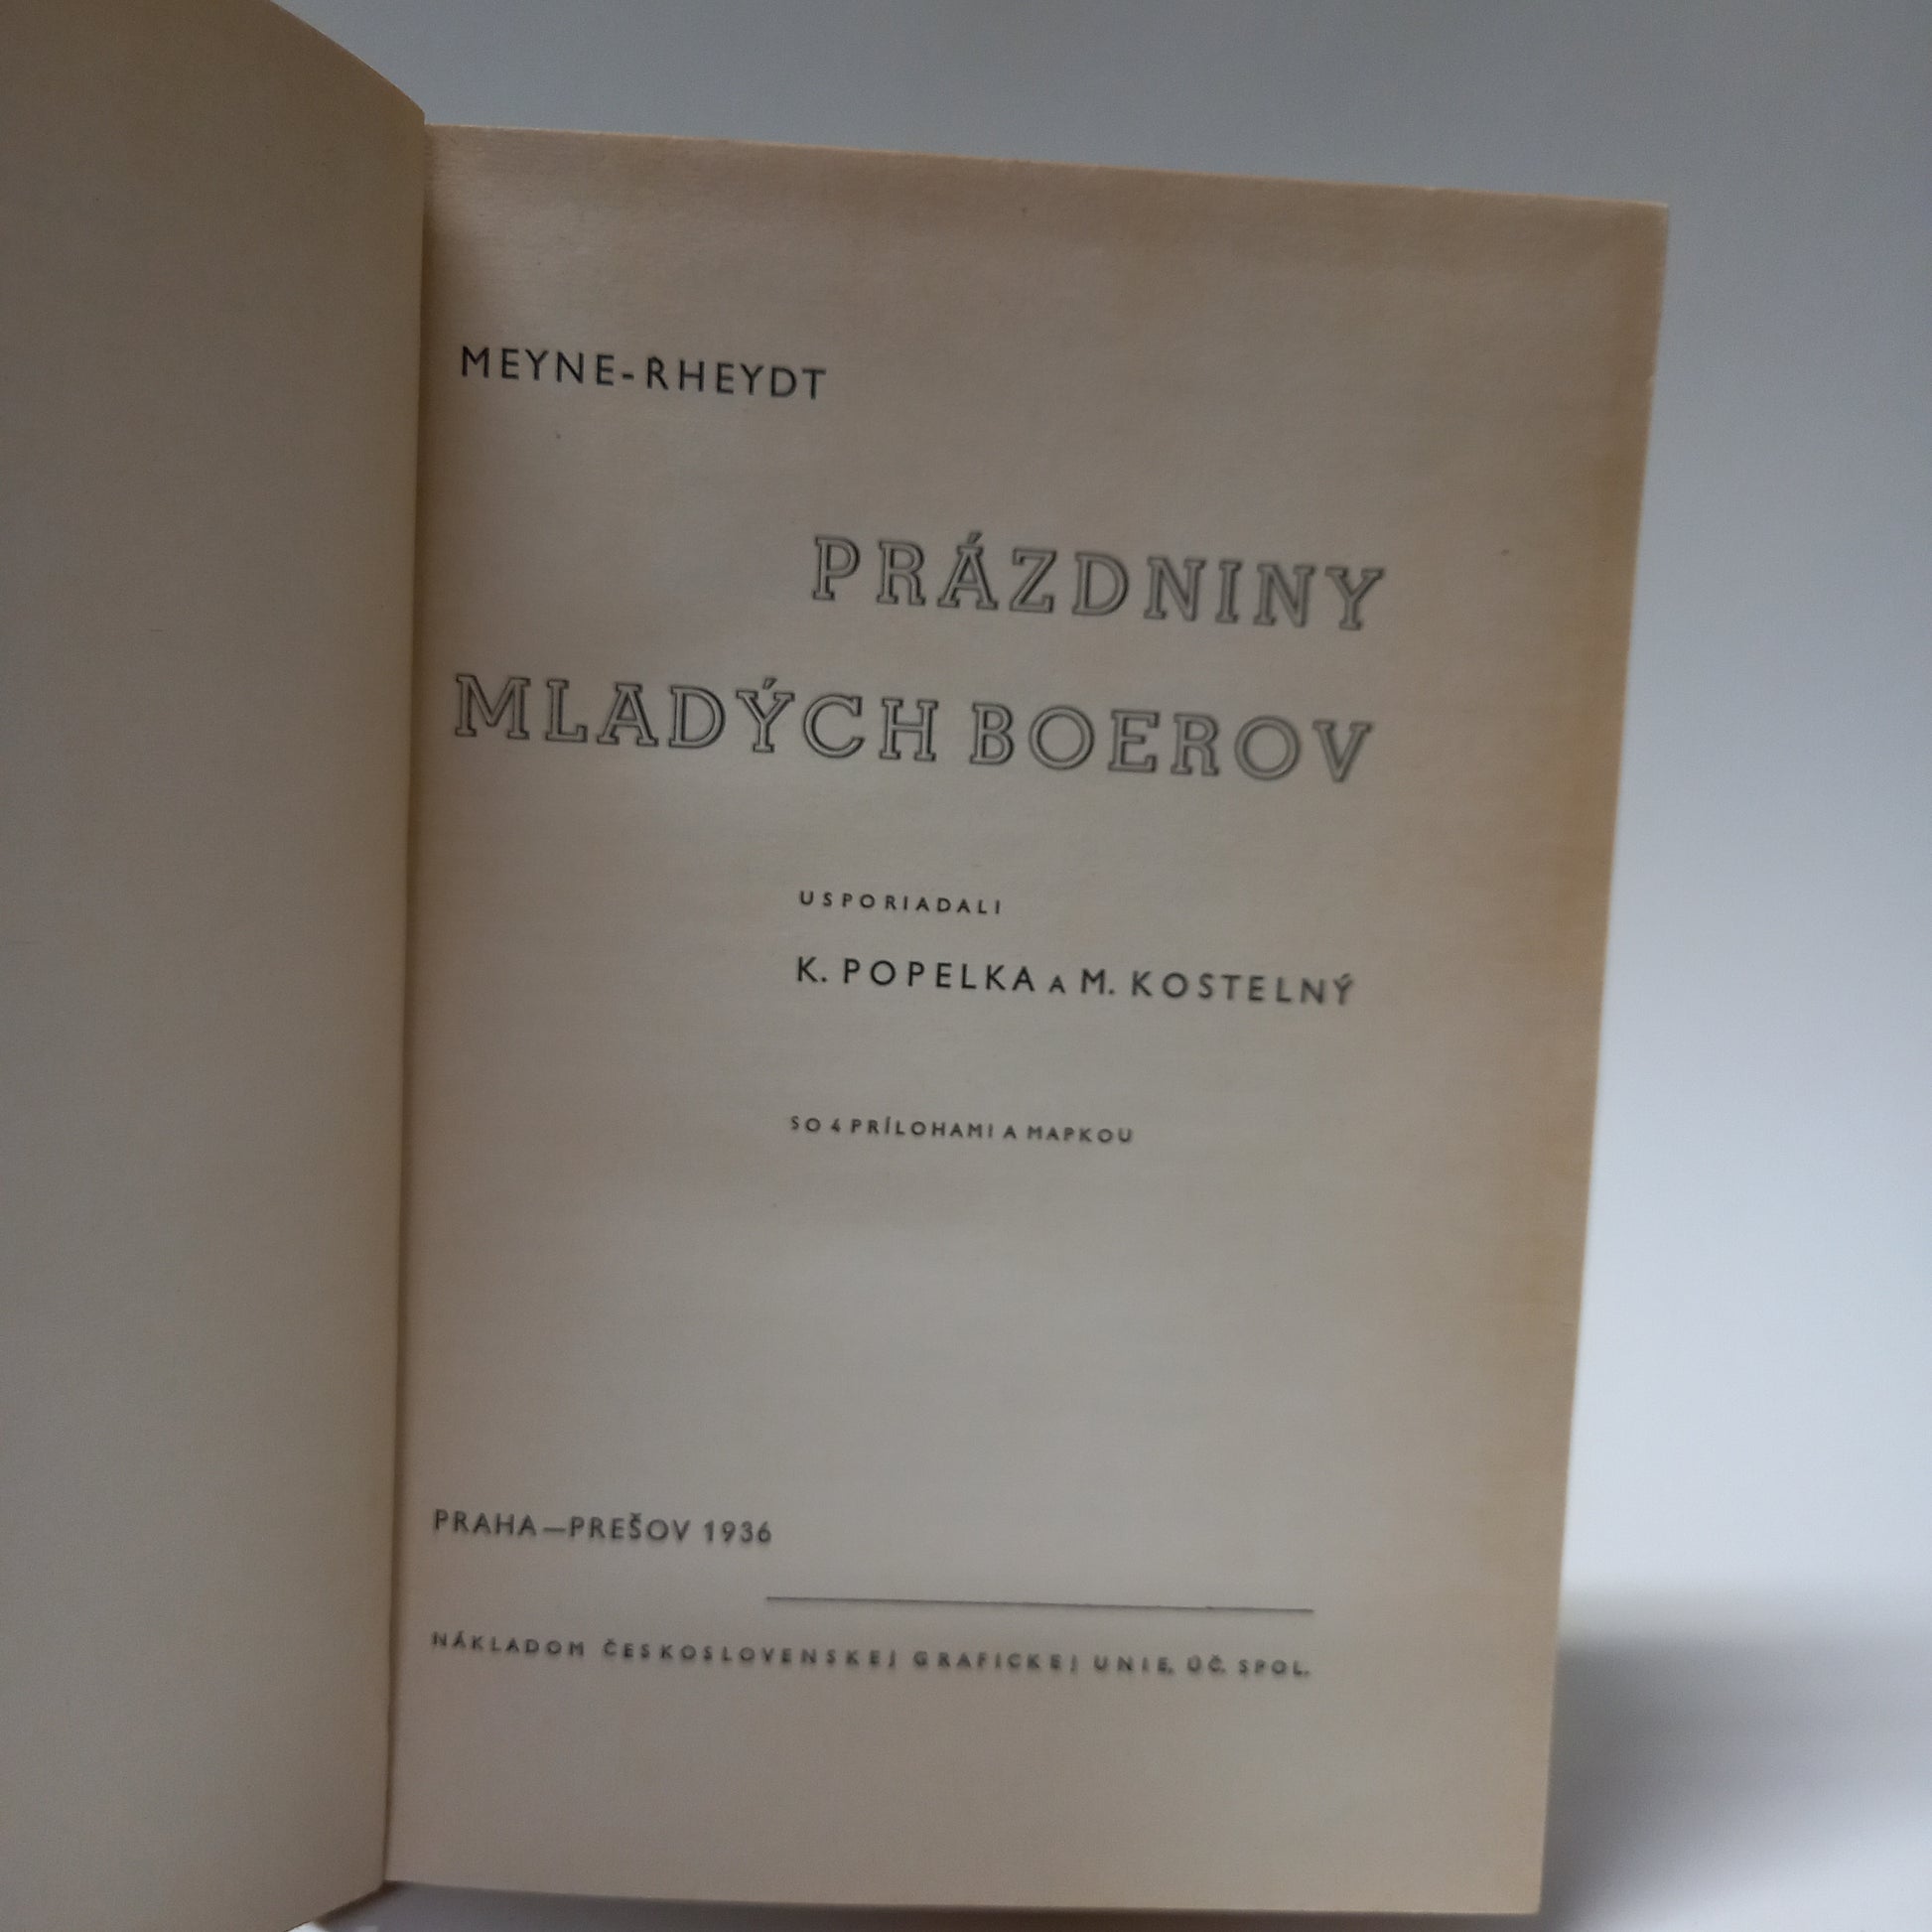 MEYNE-RHEYDT
PRÁZDNINY
MLADÝCH BOEROV
USPORIADALI
K. POPELKA A M. KOSTELNÝ
SO 4 PRÍLOHAMI A MAPKOU
PRAHA—PREŠOV 1936
NÁKLADOM ČESKOSLOVENSKEJ GRAFICKEJ UNIE, ÚČ. SPOL.